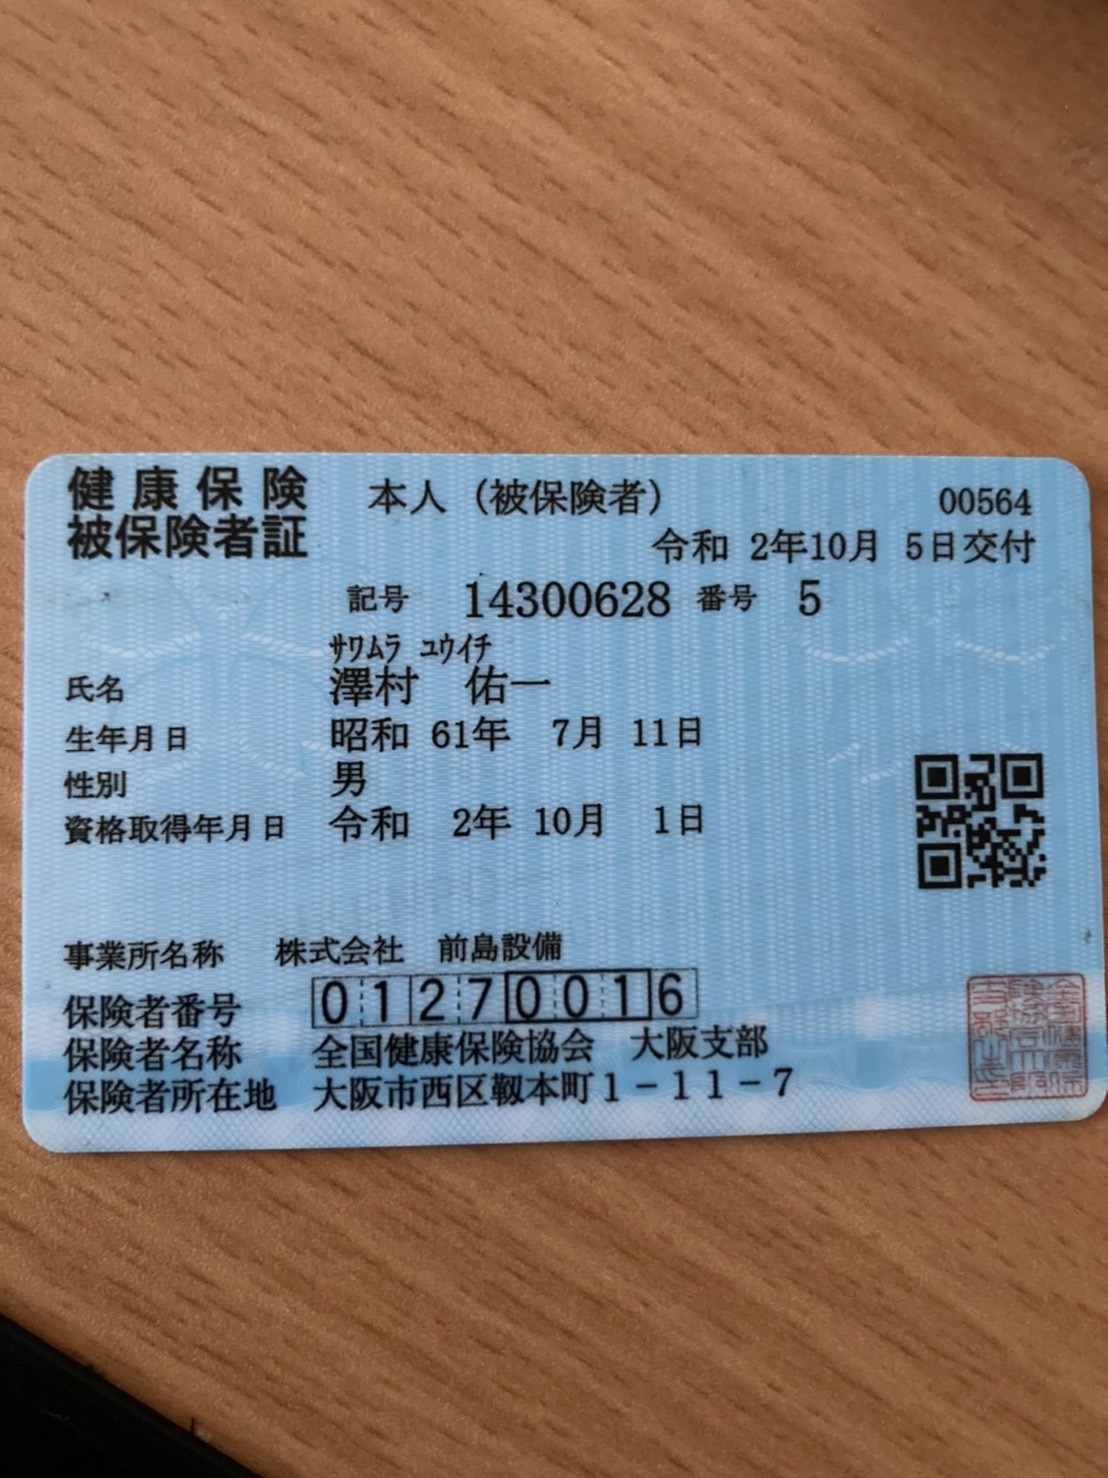 健康保険
被保険者証
本人（被保険者）
00564
令和 2年10月 5日交付
記号 14300628 番号 5
ｻﾜﾑﾗ ﾕｳｲﾁ
氏名 澤村 佑一
生年月日 昭和 61年 7月 11日
性別 男
資格取得年月日 令和 2年 10月 1日
事業所名称 株式会社 前島設備
保険者番号 01270016
保険者名称 全国健康保険協会 大阪支部
保険者所在地 大阪市西区靱本町1－11－7